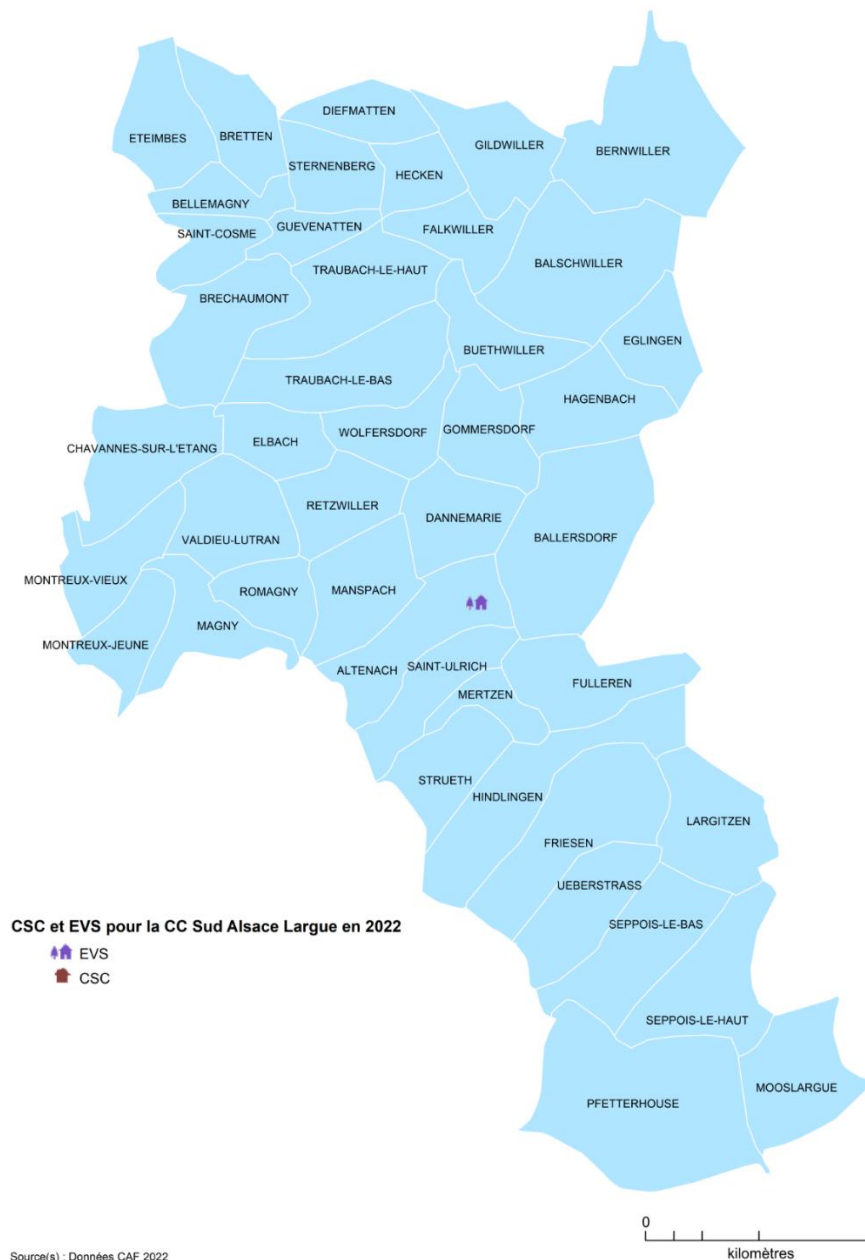 DIEFMATTEN
ETEIMBES
BRETTEN
GILDWILLER
BERNWILLER
STERNENBERG
HECKEN
BELLEMAGNY
SAINT-COSME
GUEVENATTEN
FALKWILLER
BALSCHWILLER
TRAUBACH-LE-HAUT
BRECHAUMONT
EGLINGEN
BUETHWILLER
TRAUBACH-LE-BAS
HAGENBACH
CHAVANNES-SUR-L'ETANG
ELBACH
WOLFERSDORF
GOMMERSDORF
RETZWILLER
DANNEMARIE
VALDIEU-LUTRAN
BALLERSDORF
MONTREUX-VIEUX
ROMAGNY
MANSPACH
MAGNY
MONTREUX-JEUNE
ALTENACH
SAINT-ULRICH
MERTZEN
FULLEREN
STRUETH
HINDLINGEN
LARGITZEN
FRIESEN
UEBERSTRASS
SEPPOIS-LE-BAS
CSC et EVS pour la CC Sud Alsace Largue en 2022
EVS
CSC
SEPPOIS-LE-HAUT
MOOSLARGUE
PFETTERHOUSE
0
kilomètres
Source(s) : Données CAF 2022